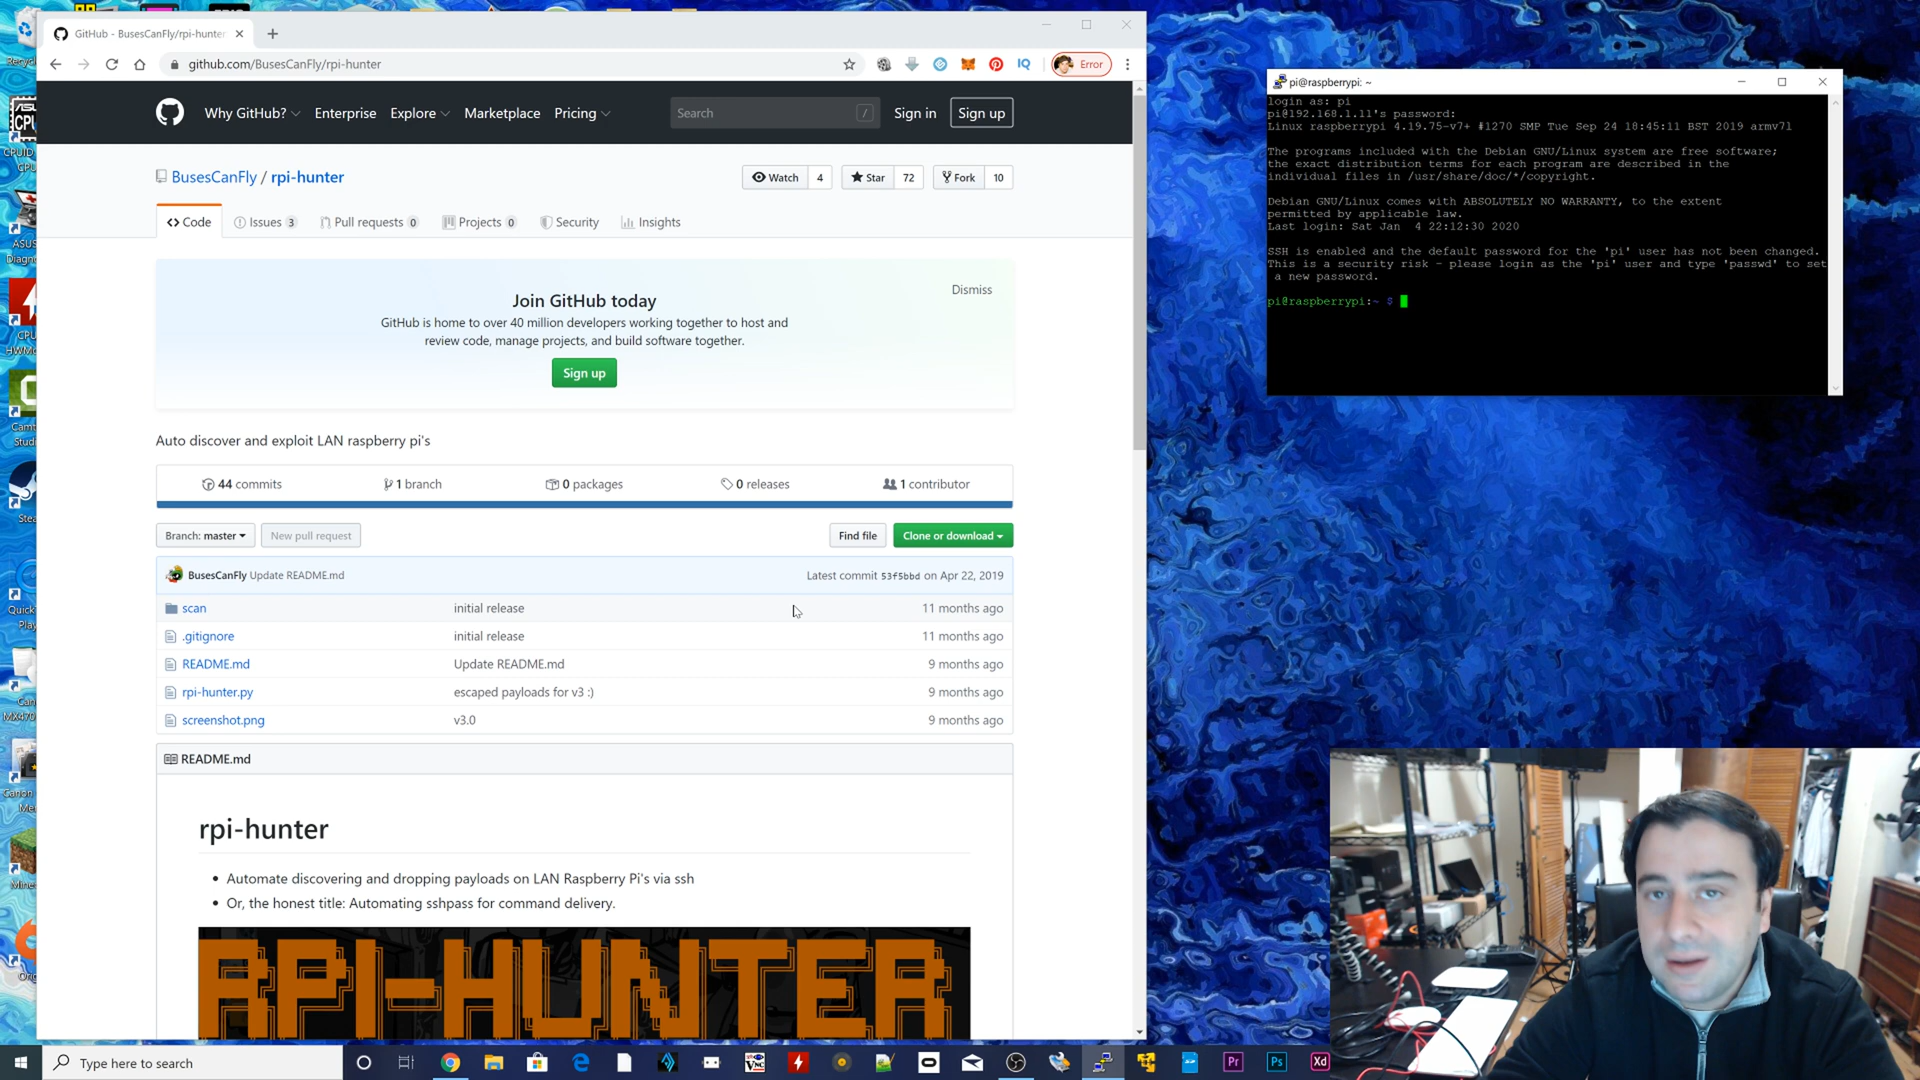 GitHub - BusesCanFly/rpi-hunter
github.com/BusesCanFly/rpi-hunter
IQ
Error
Why GitHub?
Enterprise
Explore
Marketplace
Pricing
Search
/
Sign in
Sign up
BusesCanFly / rpi-hunter
Watch 4
Star 72
Fork 10
<> Code
Issues 3
Pull requests 0
Projects 0
Security
Insights
Join GitHub today
Dismiss
GitHub is home to over 40 million developers working together to host and
review code, manage projects, and build software together.
Sign up
Auto discover and exploit LAN raspberry pi's
44 commits
1 branch
0 packages
0 releases
1 contributor
Branch: master
New pull request
Find file
Clone or download
BusesCanFly Update README.md
Latest commit 53f5bbd on Apr 22, 2019
scan initial release 11 months ago
.gitignore initial release 11 months ago
README.md Update README.md 9 months ago
rpi-hunter.py escaped payloads for v3 :) 9 months ago
screenshot.png v3.0 9 months ago
README.md
rpi-hunter
• Automate discovering and dropping payloads on LAN Raspberry Pi's via ssh
• Or, the honest title: Automating sshpass for command delivery.
RPI-HUNTER
pi@raspberrypi: ~
login as: pi
pi@192.168.1.11's password:
Linux raspberrypi 4.19.75-v7+ #1270 SMP Tue Sep 24 18:45:11 BST 2019 armv7l
The programs included with the Debian GNU/Linux system are free software;
the exact distribution terms for each program are described in the
individual files in /usr/share/doc/*/copyright.
Debian GNU/Linux comes with ABSOLUTELY NO WARRANTY, to the extent
permitted by applicable law.
Last login: Sat Jan  4 22:12:30 2020
SSH is enabled and the default password for the 'pi' user has not been changed.
This is a security risk - please login as the 'pi' user and type 'passwd' to set
a new password.
pi@raspberrypi:~ $
Type here to search
Pr
Ps
Xd